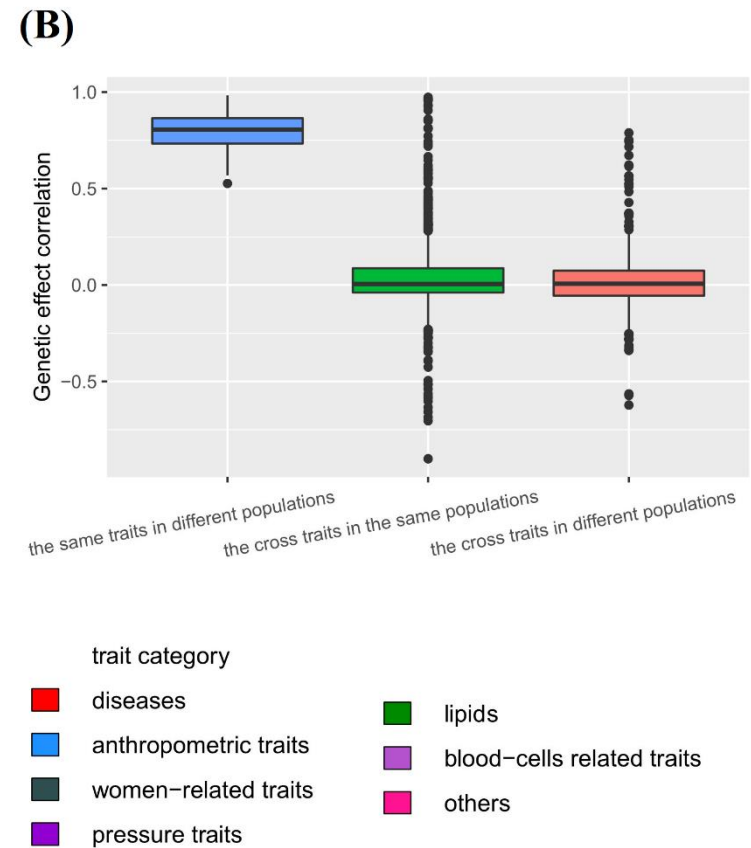 (B)
Genetic effect correlation
1.0
0.5
0.0
−0.5
the same traits in different populations
the cross traits in the same populations
the cross traits in different populations
trait category
diseases
anthropometric traits
women−related traits
pressure traits
lipids
blood−cells related traits
others